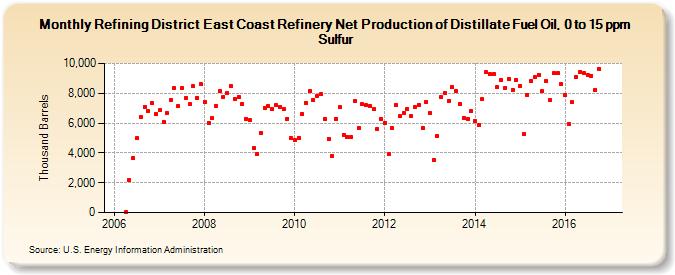 Monthly Refining District East Coast Refinery Net Production of Distillate Fuel Oil, 0 to 15 ppm
Sulfur
Thousand Barrels
10,000
8,000
6,000
4,000
2,000
0
2006 2008 2010 2012 2014 2016
Source: U.S. Energy Information Administration